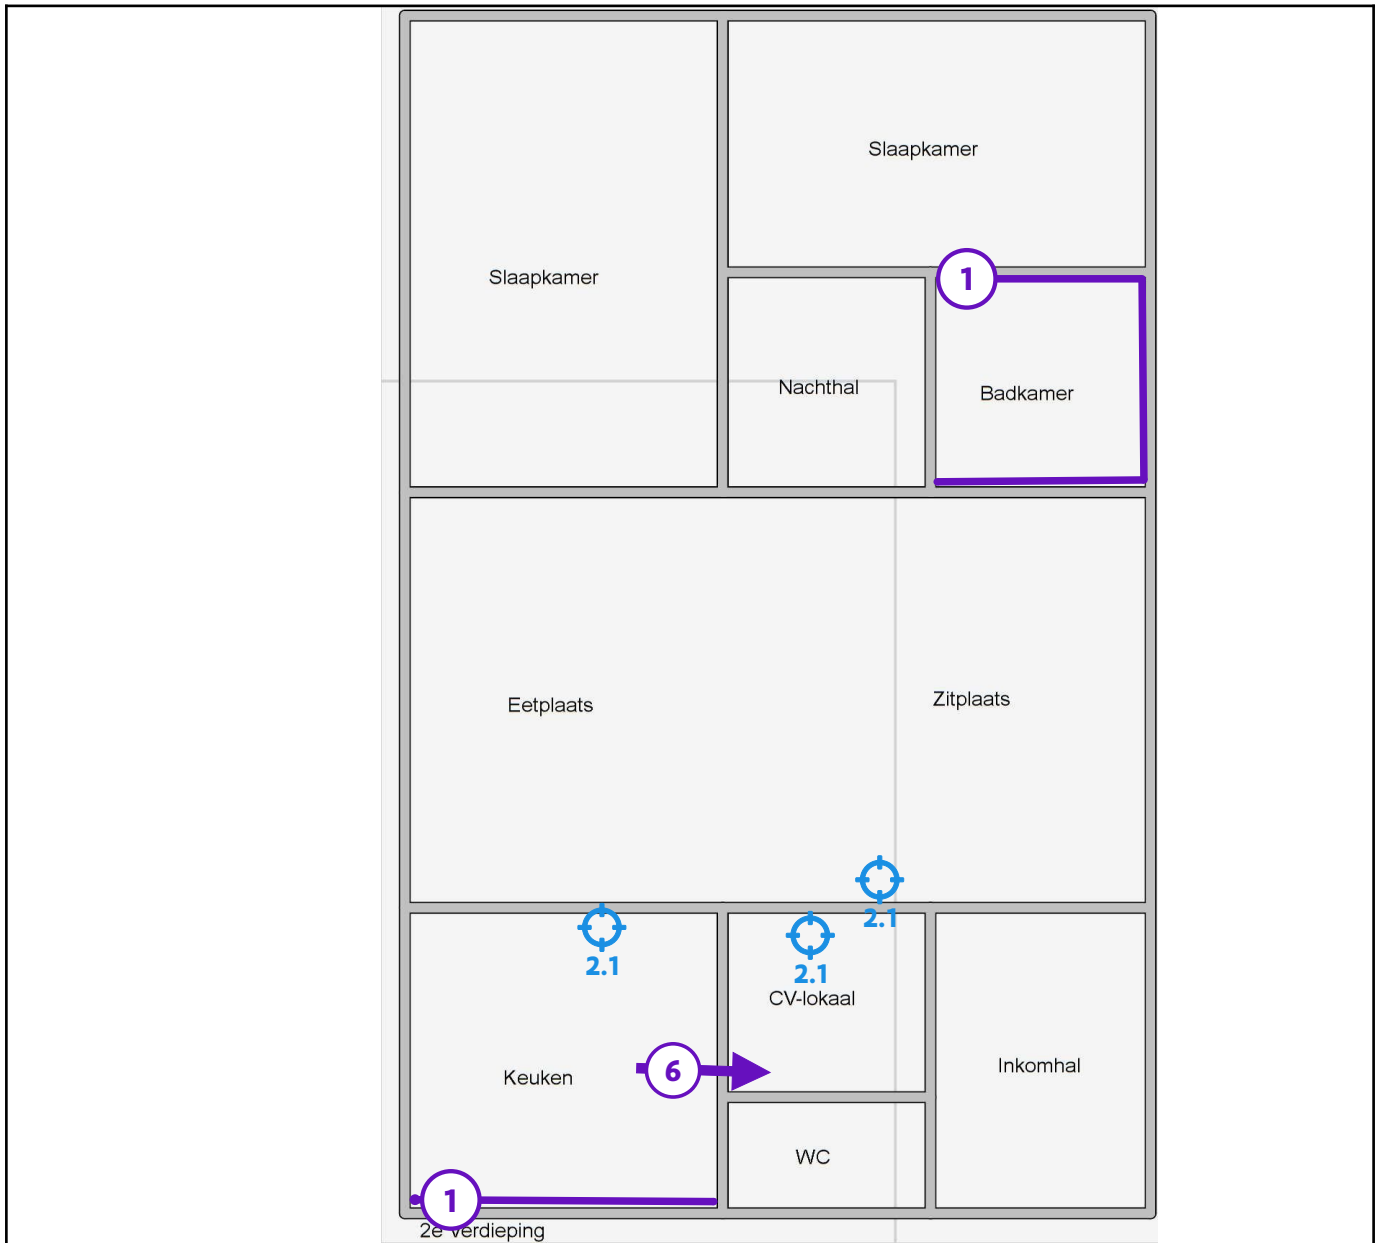 Slaapkamer
Slaapkamer
1
Nachthal
Badkamer
Eetplaats
Zitplaats
2.1
2.1
2.1
CV-lokaal
6
Keuken
Inkomhal
WC
1
2e Verdieping